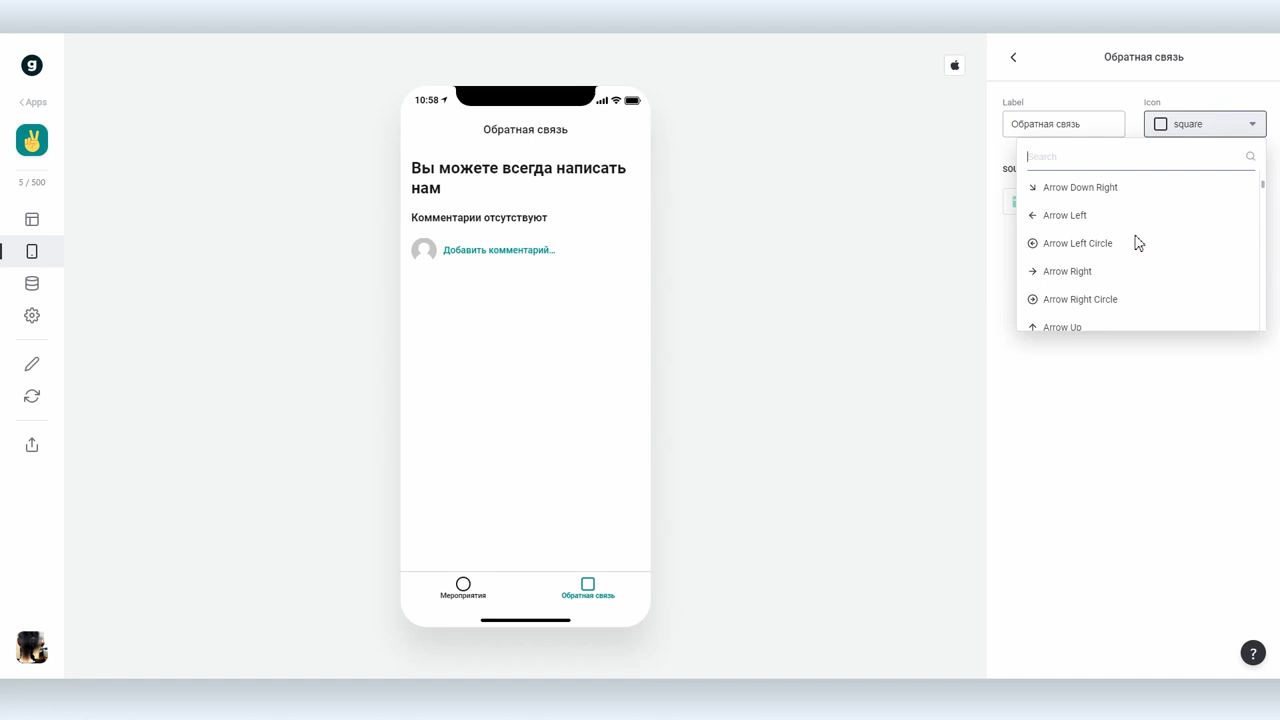 g
Apps
5 / 500
10:58
Обратная связь
Вы можете всегда написать
нам
Комментарии отсутствуют
Добавить комментарий...
Мероприятия
Обратная связь
Обратная связь
Label
Icon
Обратная связь
square
Search
Arrow Down Right
Arrow Left
Arrow Left Circle
Arrow Right
Arrow Right Circle
Arrow Up
?